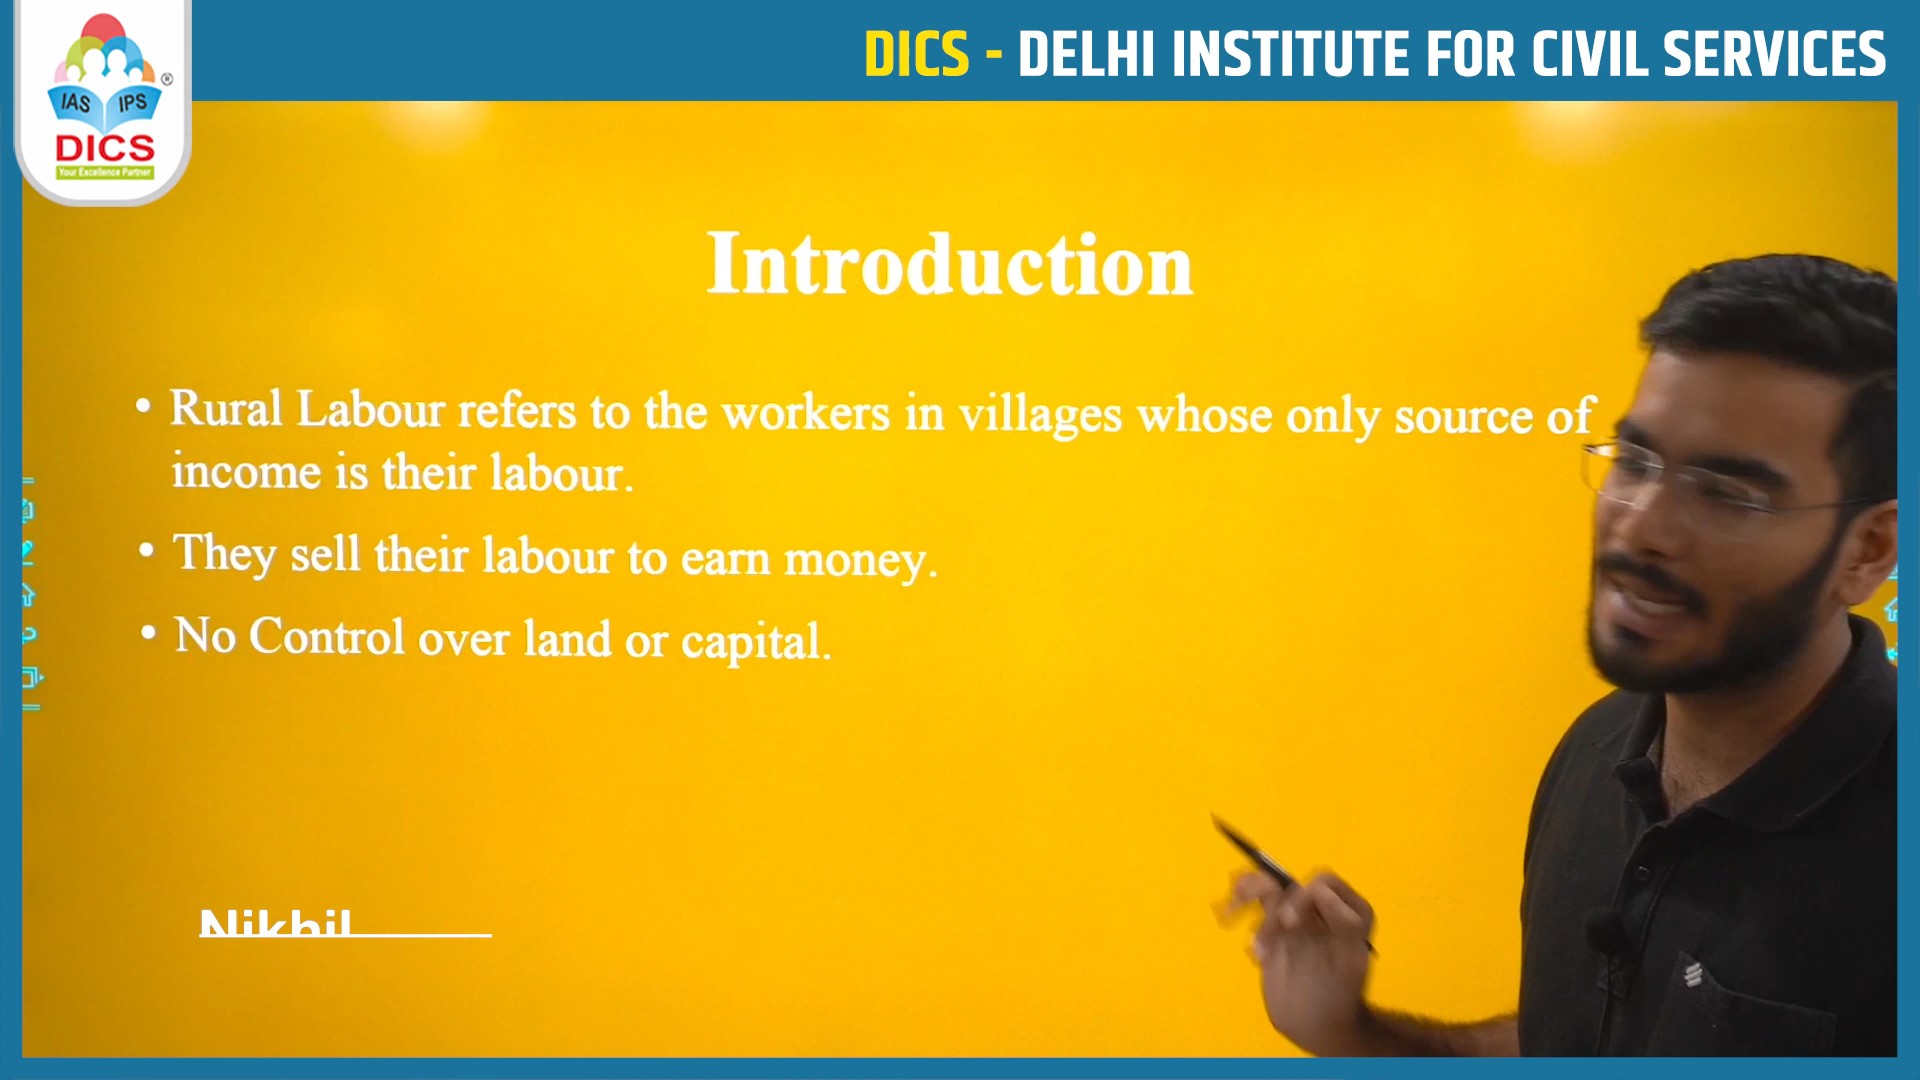 DICS - DELHI INSTITUTE FOR CIVIL SERVICES
IAS IPS
®
DICS
Your Excellence Partner
Introduction
• Rural Labour refers to the workers in villages whose only source of
income is their labour.
• They sell their labour to earn money.
• No Control over land or capital.
Nikhil